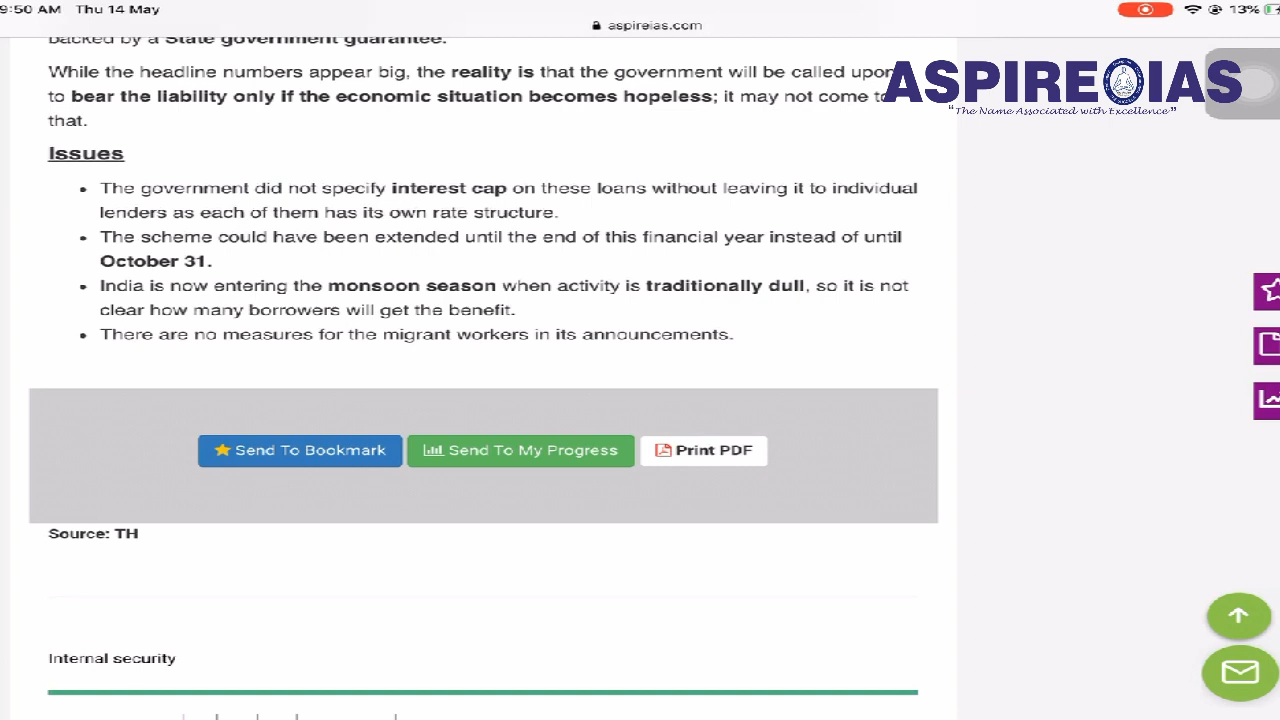 9:50 AM Thu 14 May
13%
aspireias.com
backed by a State government guarantee.
While the headline numbers appear big, the reality is that the government will be called upon
to bear the liability only if the economic situation becomes hopeless; it may not come to
that.
ASPIRE IAS
"The Name Associated with Excellence"
Issues
The government did not specify interest cap on these loans without leaving it to individual
lenders as each of them has its own rate structure.
The scheme could have been extended until the end of this financial year instead of until
October 31.
India is now entering the monsoon season when activity is traditionally dull, so it is not
clear how many borrowers will get the benefit.
There are no measures for the migrant workers in its announcements.
Send To Bookmark
Send To My Progress
Print PDF
Source: TH
Internal security